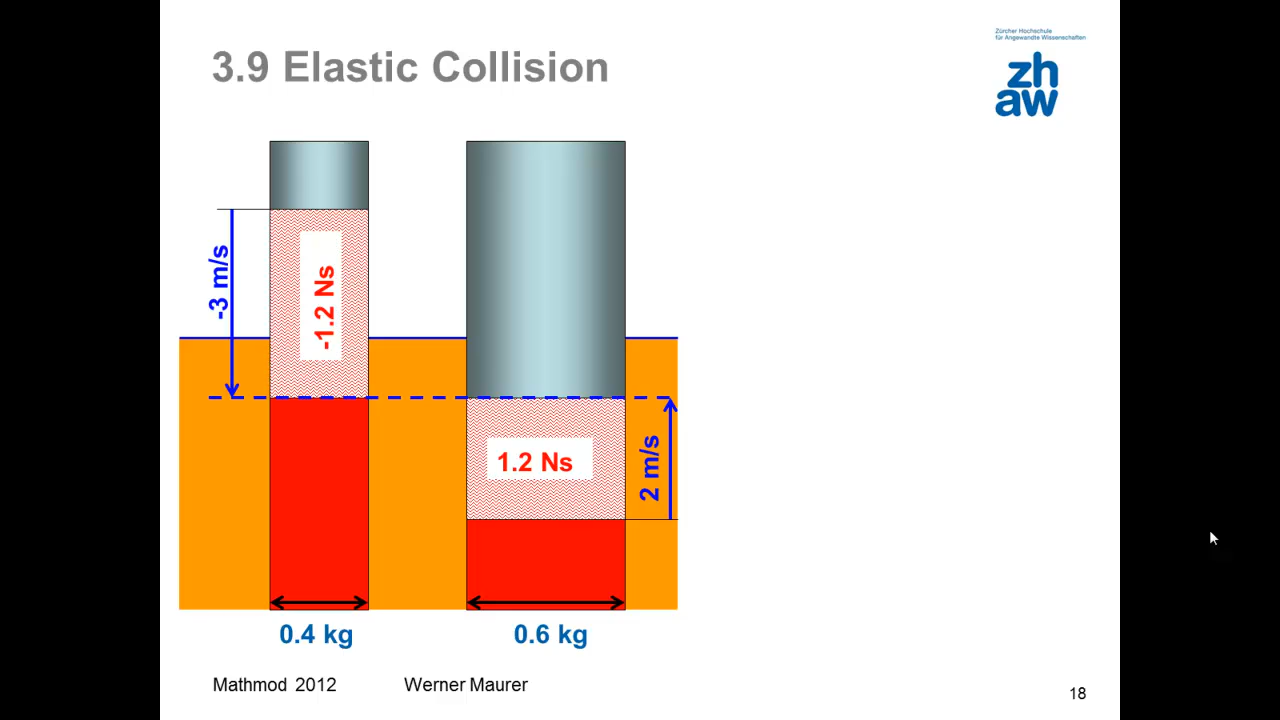 Zürcher Hochschule
für Angewandte Wissenschaften
zh
aw
3.9 Elastic Collision
-3 m/s
-1.2 Ns
1.2 Ns
2 m/s
0.4 kg
0.6 kg
Mathmod 2012
Werner Maurer
18